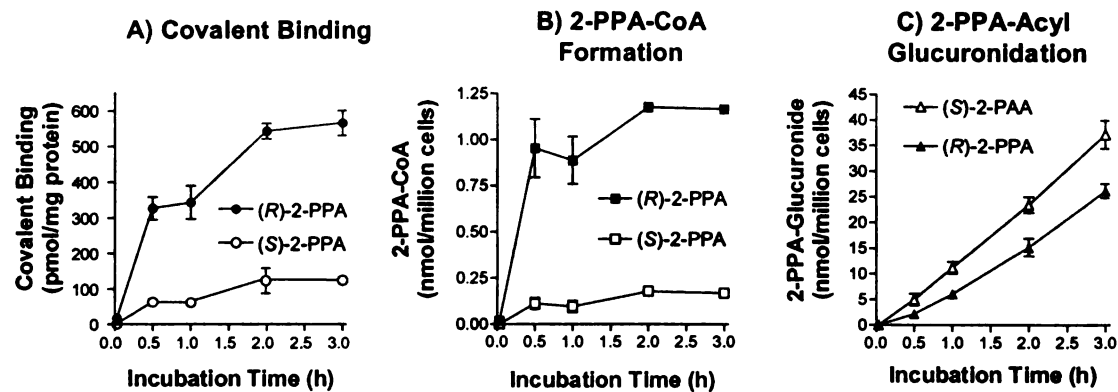 A) Covalent Binding
Covalent Binding
(pmol/mg protein)
600
500
400
300
200
100
0
(R)-2-PPA
(S)-2-PPA
0.0 0.5 1.0 1.5 2.0 2.5 3.0
Incubation Time (h)
B) 2-PPA-CoA
Formation
2-PPA-CoA
(nmol/million cells)
1.25
1.00
0.75
0.50
0.25
0.00
(R)-2-PPA
(S)-2-PPA
0.0 0.5 1.0 1.5 2.0 2.5 3.0
Incubation Time (h)
C) 2-PPA-Acyl
Glucuronidation
2-PPA-Glucuronide
(nmol/million cells)
45
40
35
30
25
20
15
10
5
0
(S)-2-PAA
(R)-2-PPA
0.0 0.5 1.0 1.5 2.0 2.5 3.0
Incubation Time (h)